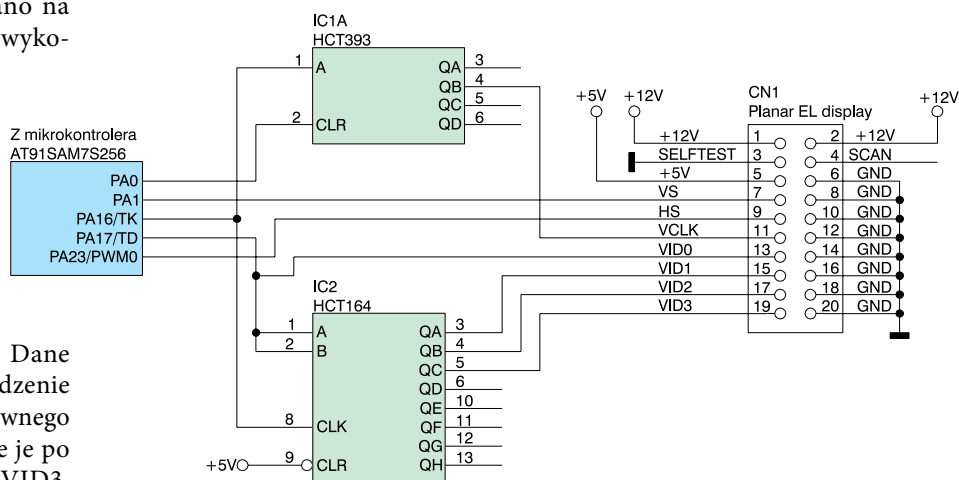 ano na
wyko-
IC1A
HCT393
1 A QA 3
QB 4
QC 5
2 CLR QD 6
Z mikrokontrolera
AT91SAM7S256
PA0
PA1
PA16/TK
PA17/TD
PA23/PWM0
IC2
HCT164
1 A QA 3
2 B QB 4
QC 5
QD 6
QE 10
8 CLK QF 11
QG 12
+5V 9 CLR QH 13
+5V +12V
CN1
Planar EL display
+12V
+12V 1 2 +12V
SELFTEST 3 4 SCAN
+5V 5 6 GND
VS 7 8 GND
HS 9 10 GND
VCLK 11 12 GND
VID0 13 14 GND
VID1 15 16 GND
VID2 17 18 GND
VID3 19 20 GND
Dane
dzenie
wnego
e je po
VID3